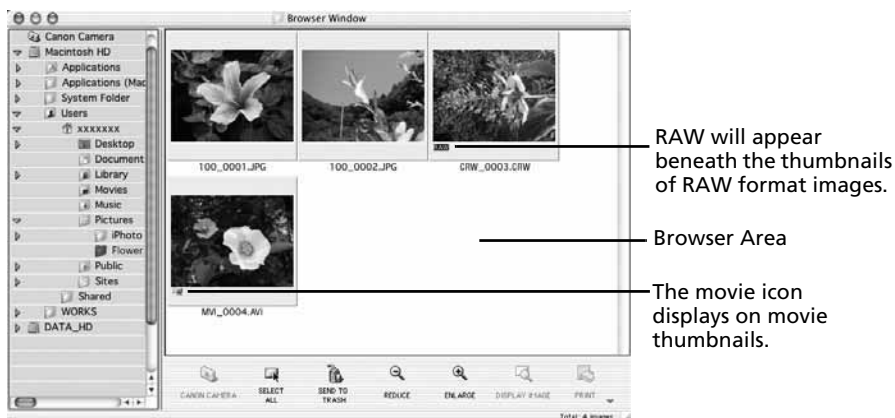 Browser Window
Canon Camera
Macintosh HD
Applications
Applications (Mac
System Folder
Users
xxxxxxx
Desktop
Document
Library
Movies
Music
Pictures
iPhoto
Flower
Public
Sites
Shared
WORKS
DATA_HD
100_0001.JPG
100_0002.JPG
RAW
CRW_0003.CRW
MVI_0004.AVI
RAW will appear
beneath the thumbnails
of RAW format images.
Browser Area
The movie icon
displays on movie
thumbnails.
CANON CAMERA
SELECT
ALL
SEND TO
TRASH
REDUCE
ENLARGE
DISPLAY IMAGE
PRINT
Total: 4 images